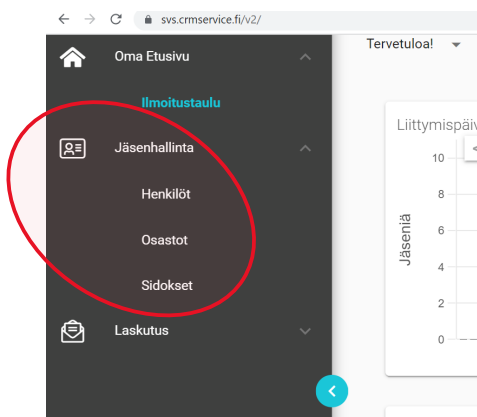 svs.crmservice.fi/v2/
Oma Etusivu
Tervetuloa!
Ilmoitustaulu
Liittymispäiv
Jäsenhallinta
10
Henkilöt
8
Jäseniä
Osastot
6
4
Sidokset
2
Laskutus
0